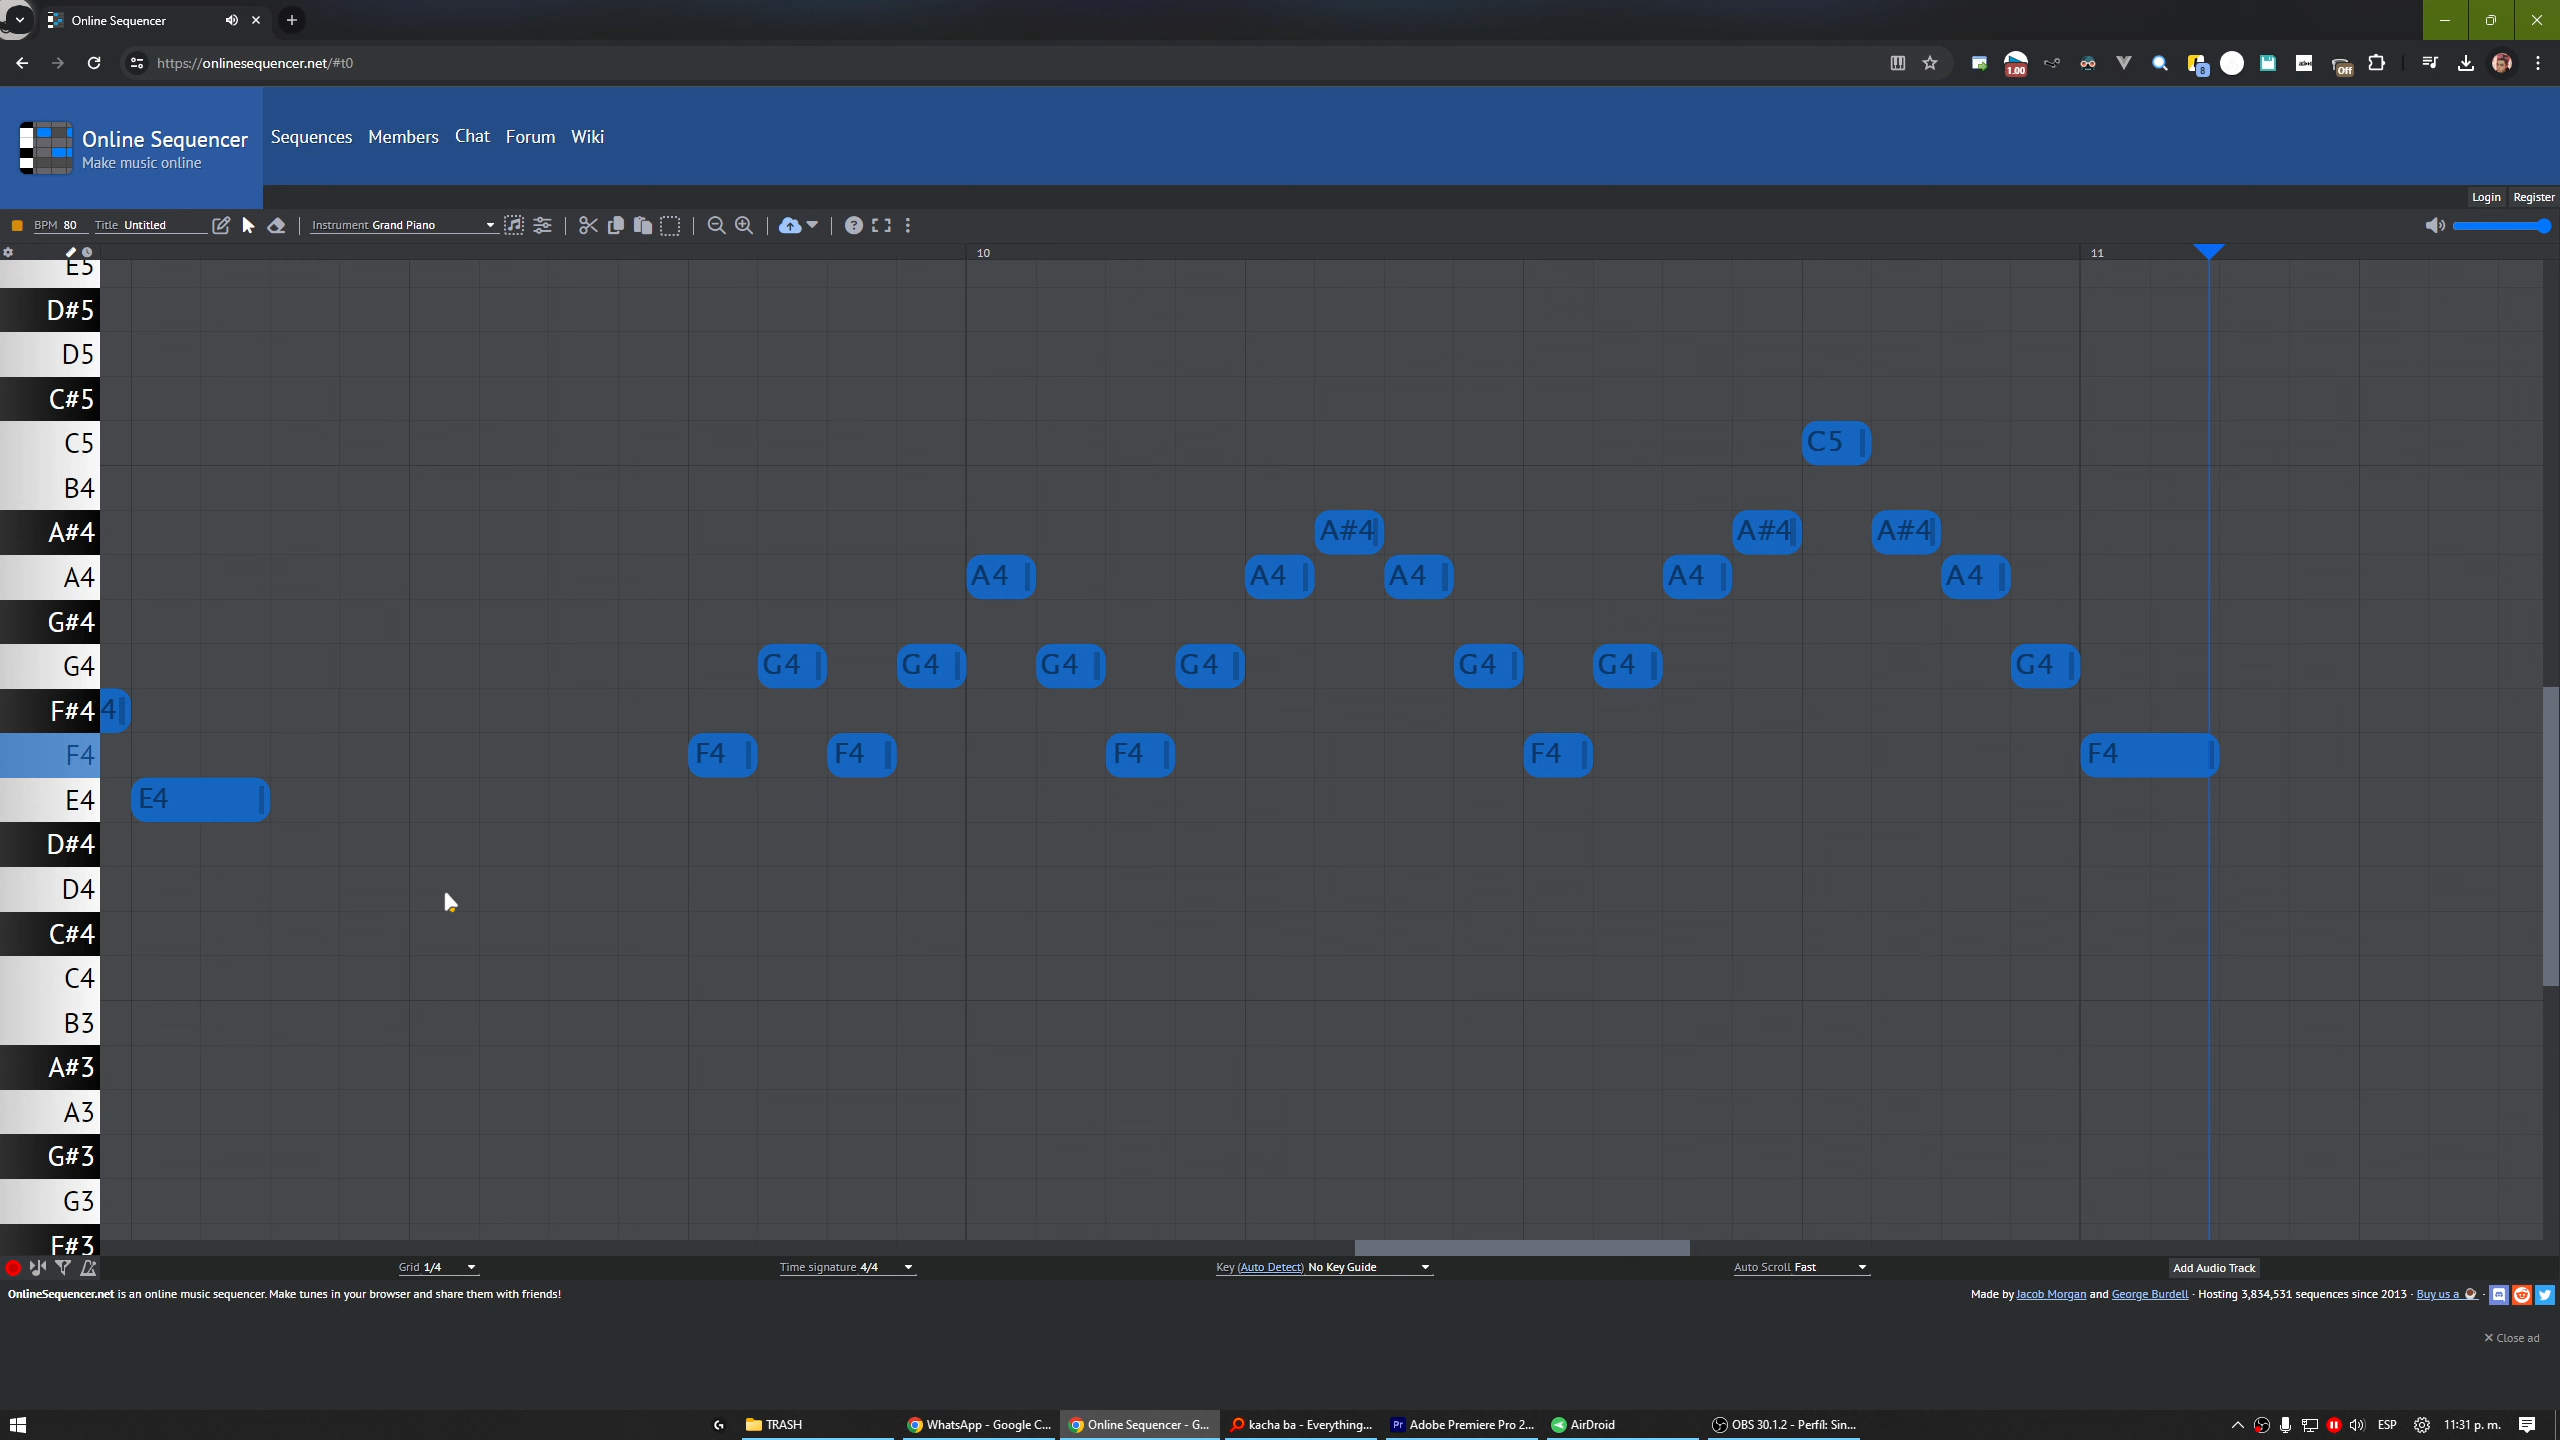 Online Sequencer
https://onlinesequencer.net/#t0
1.00
8
Off
Online Sequencer
Make music online
Sequences Members Chat Forum Wiki
Login Register
BPM 80 Title Untitled Instrument Grand Piano
10 11
E5
D#5
D5
C#5
C5 C5
B4
A#4 A#4 A#4 A#4
A4 A4 A4 A4 A4 A4
G#4
G4 G4 G4 G4 G4 G4 G4 G4
F#4 4
F4 F4 F4 F4 F4 F4
E4 E4
D#4
D4
C#4
C4
B3
A#3
A3
G#3
G3
F#3
Grid 1/4 Time signature 4/4 Key (Auto Detect) No Key Guide Auto Scroll Fast Add Audio Track
OnlineSequencer.net is an online music sequencer. Make tunes in your browser and share them with friends! Made by Jacob Morgan and George Burdell · Hosting 3,834,531 sequences since 2013 · Buy us a ·
✕ Close ad
TRASH WhatsApp - Google C... Online Sequencer - G... kacha ba - Everything... Pr Adobe Premiere Pro 2... AirDroid OBS 30.1.2 - Perfil: Sin... ESP 11:31 p. m.